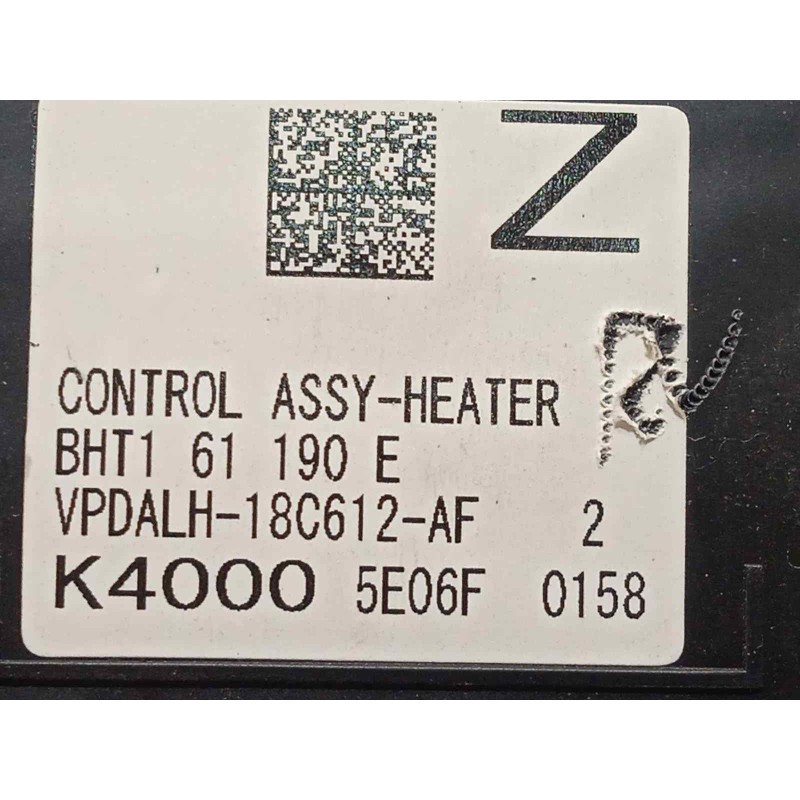 Z
CONTROL ASSY-HEATER
BHT1 61 190 E
VPDALH-18C612-AF 2
K4000 5E06F 0158